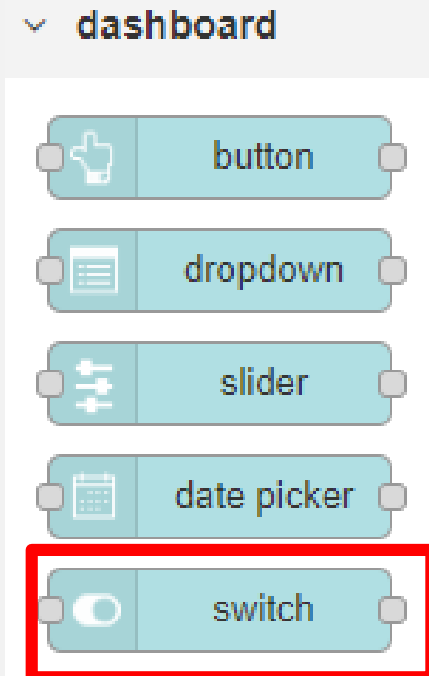 dashboard
button
dropdown
slider
date picker
switch